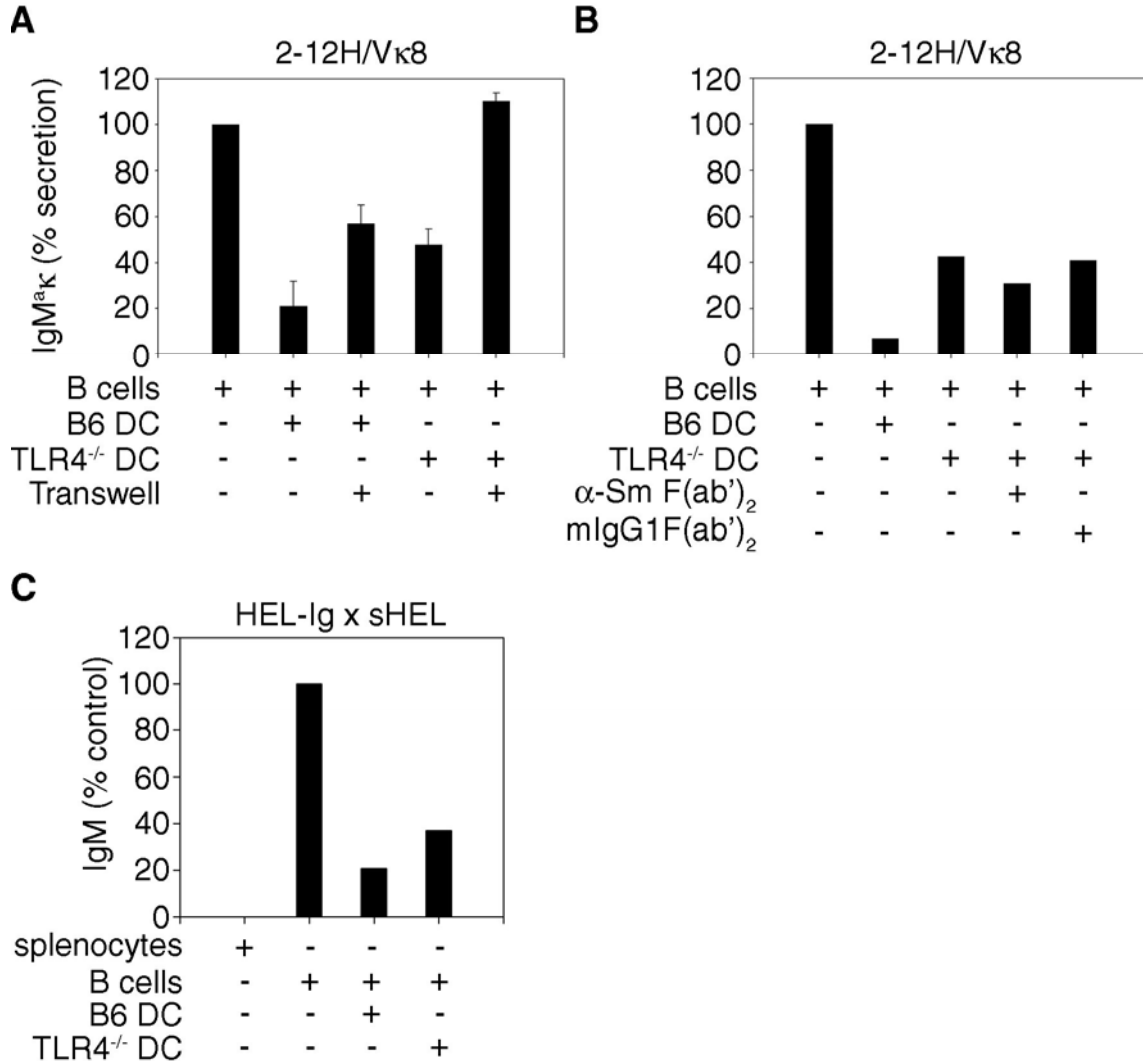 A
2-12H/Vκ8
IgMᵃκ (% secretion)
120
100
80
60
40
20
0
B cells + + + + +
B6 DC - + + - -
TLR4⁻/⁻ DC - - - + +
Transwell - - + - +
B
2-12H/Vκ8
120
100
80
60
40
20
0
B cells + + + + +
B6 DC - + - - -
TLR4⁻/⁻ DC - - + + +
α-Sm F(ab')₂ - - - + -
mIgG1F(ab')₂ - - - - +
C
HEL-Ig x sHEL
IgM (% control)
120
100
80
60
40
20
0
splenocytes + - - -
B cells - + + +
B6 DC - - + -
TLR4⁻/⁻ DC - - - +